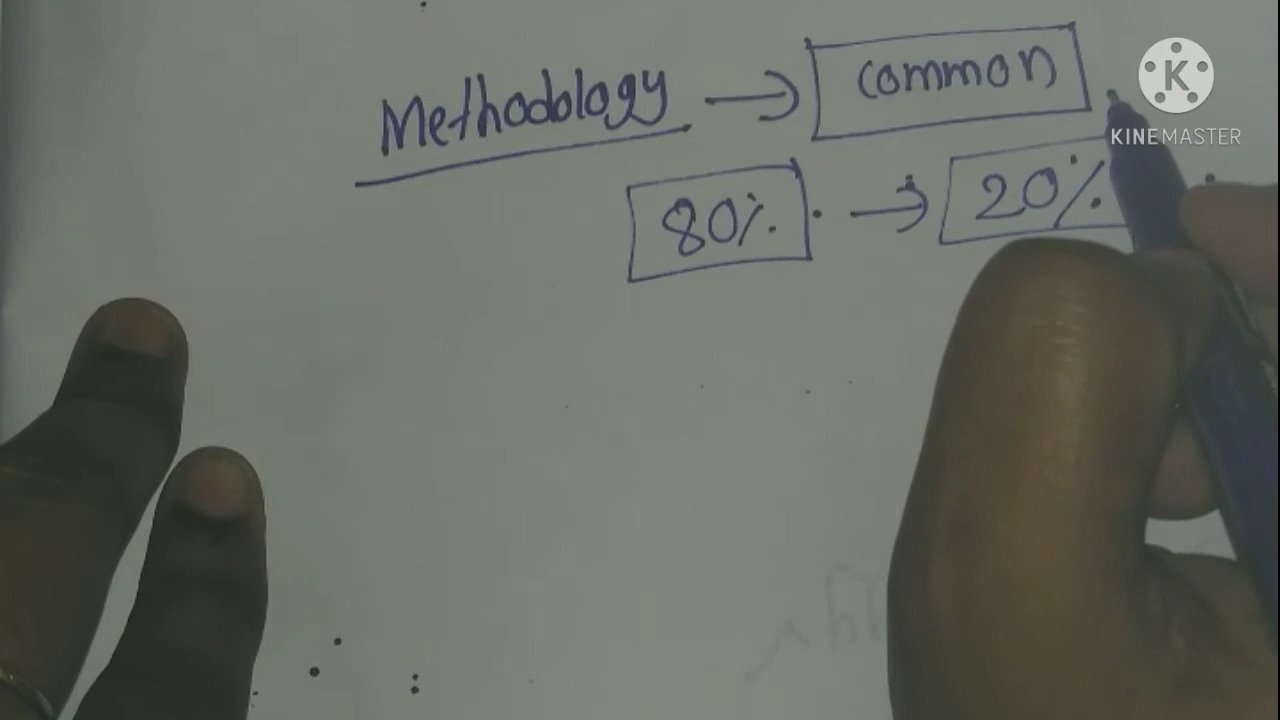 Methodology → common
80% → 20%
K
KINEMASTER